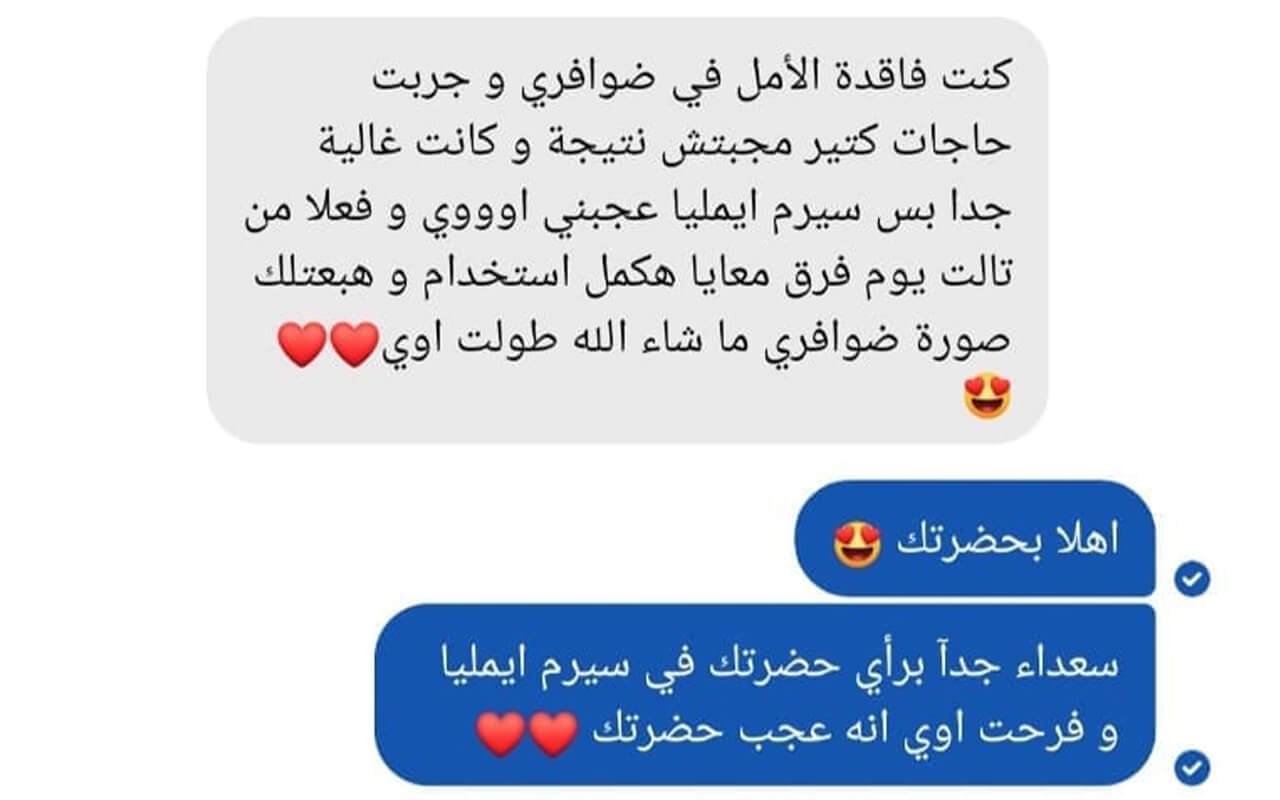 كنت فاقدة الأمل في ضوافري و جربت
حاجات كتير مجبتش نتيجة و كانت غالية
جدا بس سيرم ايمليا عجبني اوووي و فعلا من
تالت يوم فرق معايا هكمل استخدام و هبعتلك
صورة ضوافري ما شاء الله طولت اوي❤️❤️
😍
اهلا بحضرتك 😍
سعداء جدآ برأي حضرتك في سيرم ايمليا
و فرحت اوي انه عجب حضرتك ❤️❤️